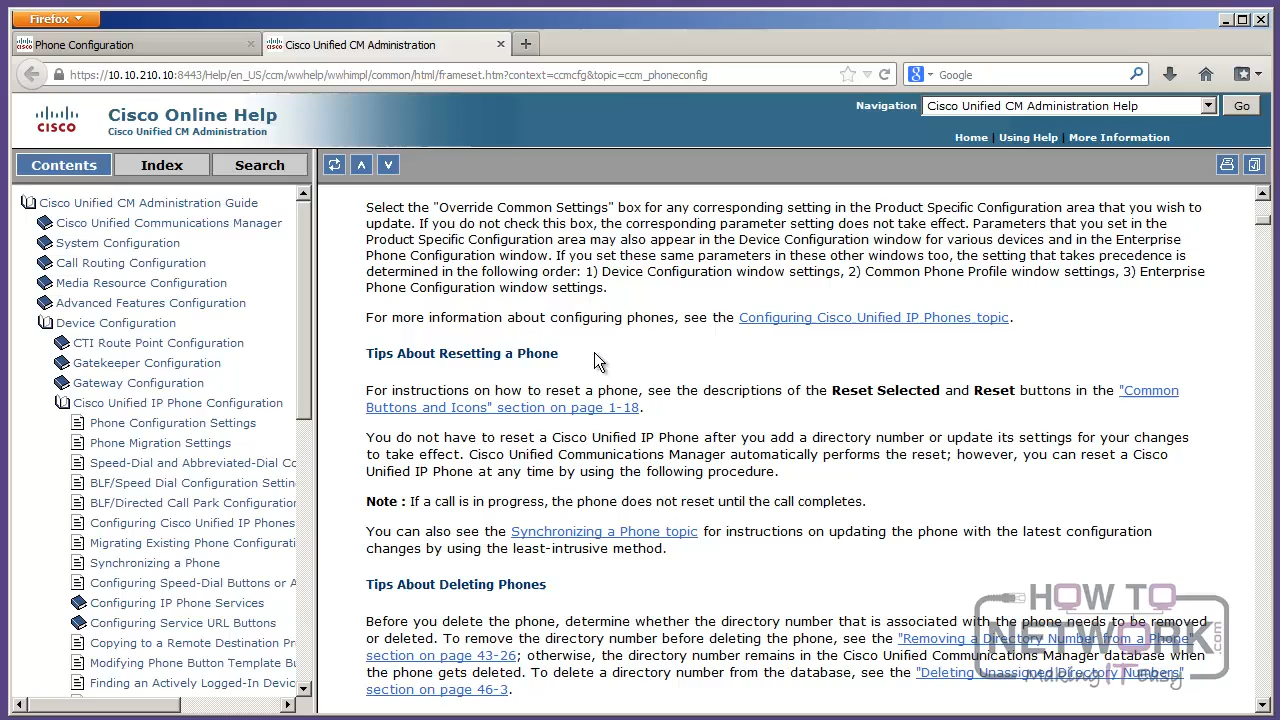 Firefox
Phone Configuration
Cisco Unified CM Administration
https://10.10.210.10:8443/Help/en_US/ccm/wwhelp/wwhimpl/common/html/frameset.htm?context=ccmcfg&topic=ccm_phoneconfig
Google
CISCO
Cisco Online Help
Cisco Unified CM Administration
Navigation
Cisco Unified CM Administration Help
Go
Home | Using Help | More Information
Contents
Index
Search
Cisco Unified CM Administration Guide
Cisco Unified Communications Manager
System Configuration
Call Routing Configuration
Media Resource Configuration
Advanced Features Configuration
Device Configuration
CTI Route Point Configuration
Gatekeeper Configuration
Gateway Configuration
Cisco Unified IP Phone Configuration
Phone Configuration Settings
Phone Migration Settings
Speed-Dial and Abbreviated-Dial Co
BLF/Speed Dial Configuration Settin
BLF/Directed Call Park Configuratior
Configuring Cisco Unified IP Phones
Migrating Existing Phone Configurati
Synchronizing a Phone
Configuring Speed-Dial Buttons or A
Configuring IP Phone Services
Configuring Service URL Buttons
Copying to a Remote Destination Pr
Modifying Phone Button Template Bu
Finding an Actively Logged-In Devic
Select the "Override Common Settings" box for any corresponding setting in the Product Specific Configuration area that you wish to
update. If you do not check this box, the corresponding parameter setting does not take effect. Parameters that you set in the
Product Specific Configuration area may also appear in the Device Configuration window for various devices and in the Enterprise
Phone Configuration window. If you set these same parameters in these other windows too, the setting that takes precedence is
determined in the following order: 1) Device Configuration window settings, 2) Common Phone Profile window settings, 3) Enterprise
Phone Configuration window settings.
For more information about configuring phones, see the Configuring Cisco Unified IP Phones topic.
Tips About Resetting a Phone
For instructions on how to reset a phone, see the descriptions of the Reset Selected and Reset buttons in the "Common
Buttons and Icons" section on page 1-18.
You do not have to reset a Cisco Unified IP Phone after you add a directory number or update its settings for your changes
to take effect. Cisco Unified Communications Manager automatically performs the reset; however, you can reset a Cisco
Unified IP Phone at any time by using the following procedure.
Note : If a call is in progress, the phone does not reset until the call completes.
You can also see the Synchronizing a Phone topic for instructions on updating the phone with the latest configuration
changes by using the least-intrusive method.
Tips About Deleting Phones
Before you delete the phone, determine whether the directory number that is associated with the phone needs to be removed
or deleted. To remove the directory number before deleting the phone, see the "Removing a Directory Number from a Phone"
section on page 43-26; otherwise, the directory number remains in the Cisco Unified Communications Manager database when
the phone gets deleted. To delete a directory number from the database, see the "Deleting Unassigned Directory Numbers"
section on page 46-3.
HOW TO
NETWORK.com
Making IT easy